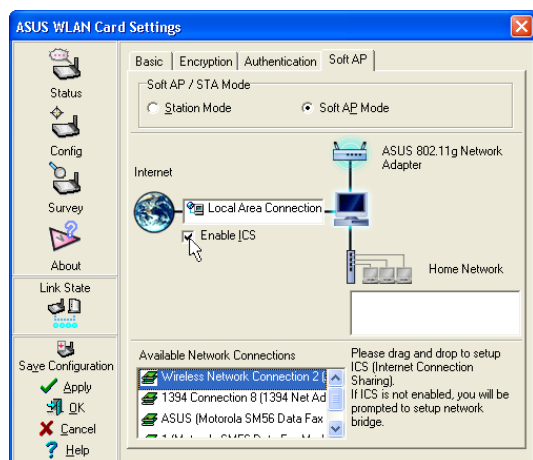 ASUS WLAN Card Settings
Status
Config
Survey
About
Link State
Save Configuration
Apply
OK
Cancel
Help
Basic
Encryption
Authentication
Soft AP
Soft AP / STA Mode
Station Mode
Soft AP Mode
Internet
ASUS 802.11g Network
Adapter
Local Area Connection
Enable ICS
Home Network
Available Network Connections
Wireless Network Connection 2
1394 Connection 8 (1394 Net Ad
ASUS (Motorola SM56 Data Fax
Please drag and drop to setup
ICS (Internet Connection
Sharing).
If ICS is not enabled, you will be
prompted to setup network
bridge.